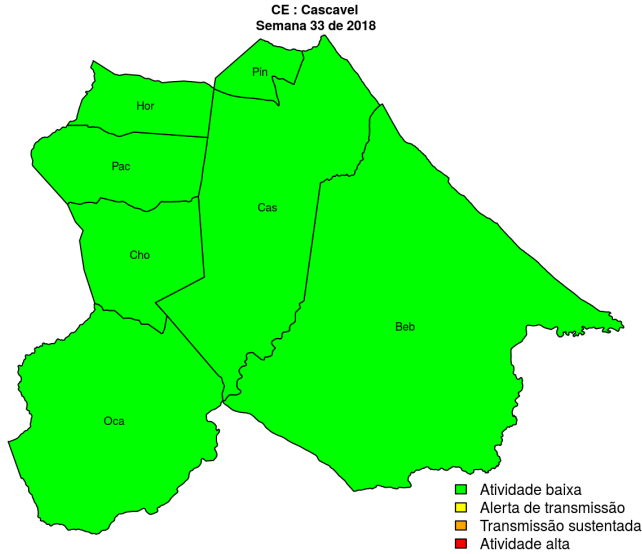 CE : Cascavel
Semana 33 de 2018
Pin
Hor
Pac
Cas
Cho
Beb
Oca
Atividade baixa
Alerta de transmissão
Transmissão sustentada
Atividade alta